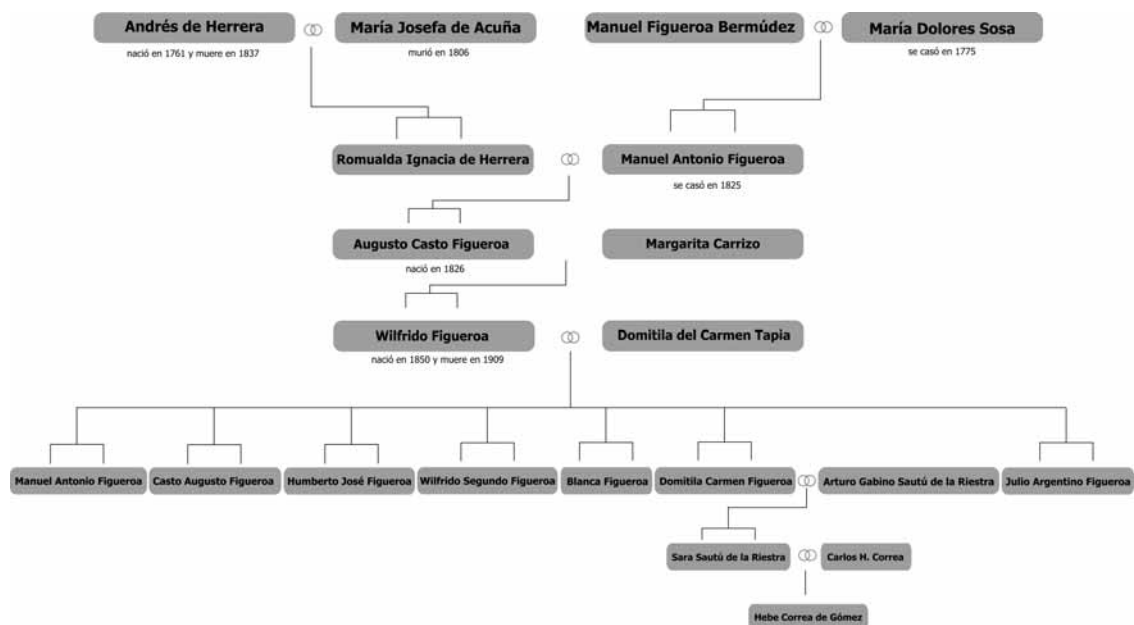 Andrés de Herrera
María Josefa de Acuña
Manuel Figueroa Bermúdez
María Dolores Sosa
nació en 1761 y muere en 1837
murió en 1806
se casó en 1775
Romualda Ignacia de Herrera
Manuel Antonio Figueroa
se casó en 1825
Augusto Casto Figueroa
Margarita Carrizo
nació en 1826
Wilfrido Figueroa
Domitila del Carmen Tapia
nació en 1850 y muere en 1909
Manuel Antonio Figueroa
Casto Augusto Figueroa
Humberto José Figueroa
Wilfrido Segundo Figueroa
Blanca Figueroa
Domitila Carmen Figueroa
Arturo Gabino Sautú de la Riestra
Julio Argentino Figueroa
Sara Sautú de la Riestra
Carlos H. Correa
Hebe Correa de Gómez